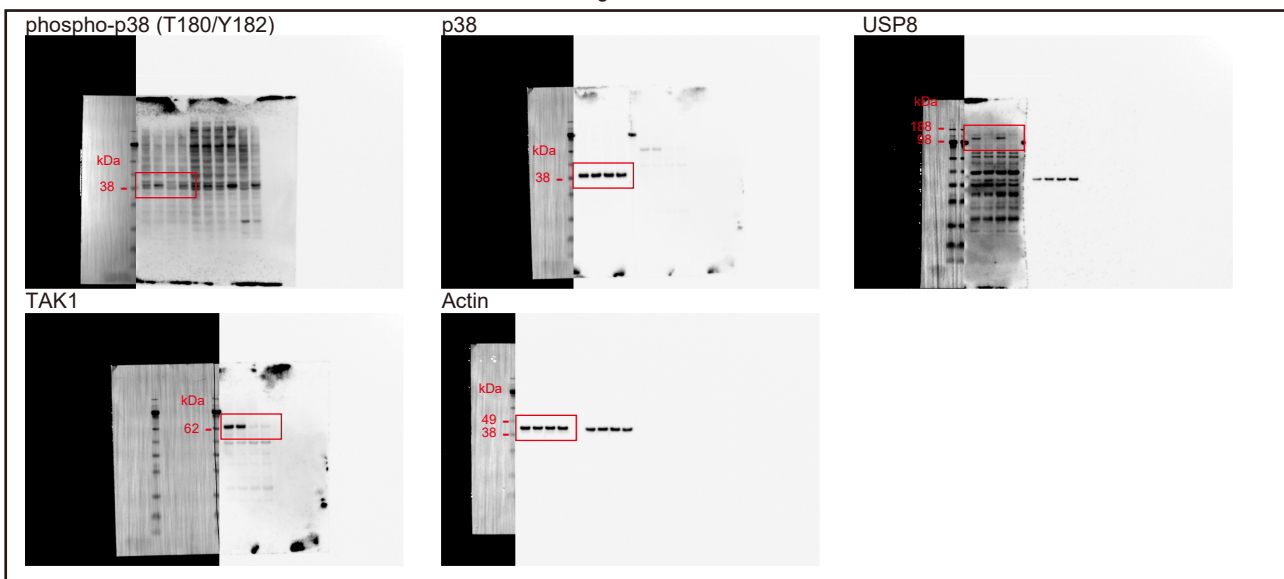 phospho-p38 (T180/Y182)
kDa
38
p38
kDa
38
USP8
kDa
188
98
TAK1
kDa
62
Actin
kDa
49
38